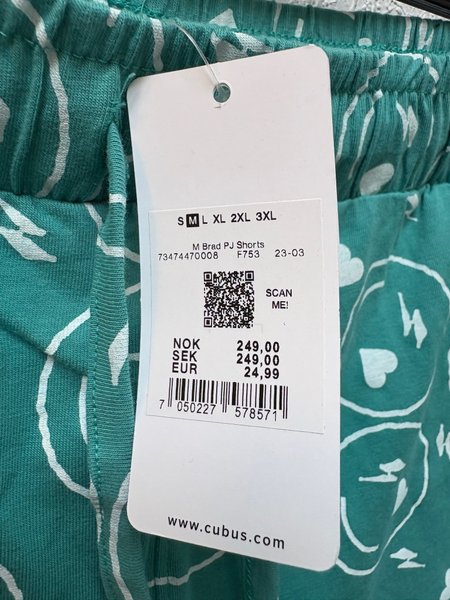 S M L XL 2XL 3XL
M Brad PJ Shorts
73474470008 F753 23-03
SCAN
ME!
NOK 249,00
SEK 249,00
EUR 24,99
7 050227 578571
www.cubus.com